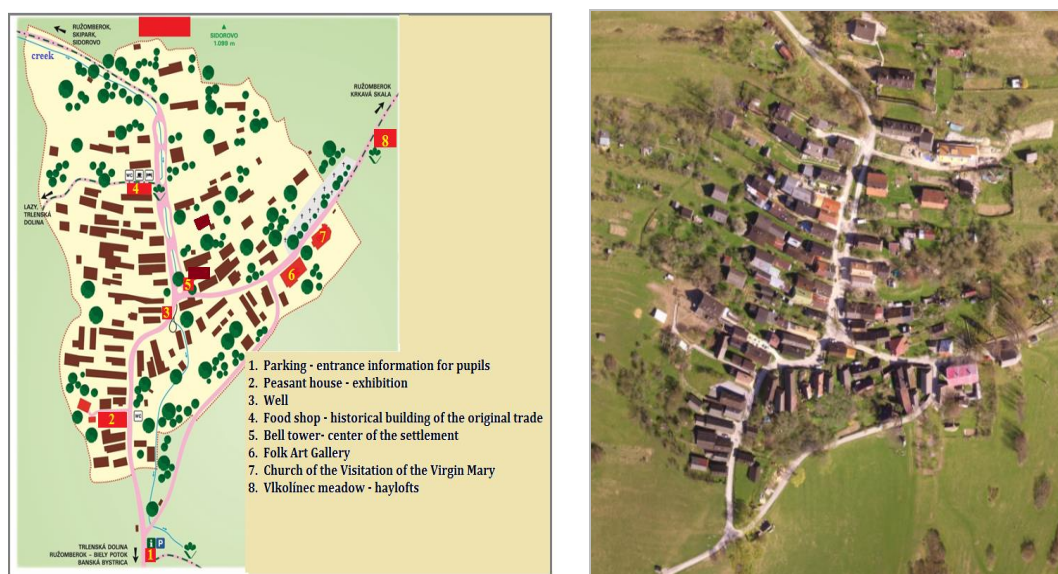 RUŽOMBEROK,
SKIPARK,
SIDOROVO
creek
SIDOROVO
1.099 m
RUŽOMBEROK
KRKAVÁ SKALA
8
WC
4
LAZY,
TRLENSKÁ
DOLINA
7
6
5
3
2
WC
1. Parking - entrance information for pupils
2. Peasant house - exhibition
3. Well
4. Food shop - historical building of the original trade
5. Bell tower- center of the settlement
6. Folk Art Gallery
7. Church of the Visitation of the Virgin Mary
8. Vlkolínec meadow - haylofts
TRLENSKÁ DOLINA
RUŽOMBEROK – BIELY POTOK
BANSKÁ BYSTRICA
i P
1